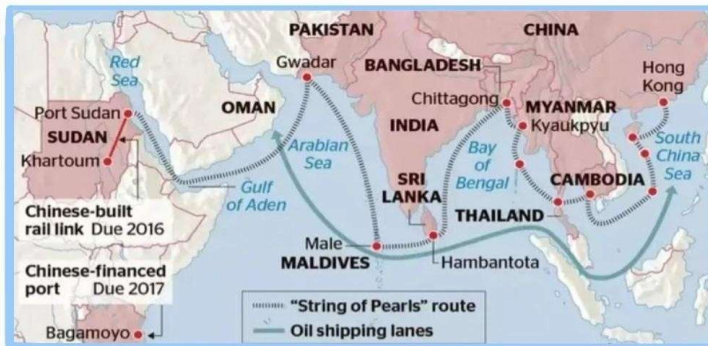 PAKISTAN
CHINA
Red
Sea
Gwadar
BANGLADESH
Hong
Kong
Port Sudan
OMAN
Chittagong
MYANMAR
SUDAN
INDIA
Kyaukpyu
Khartoum
Arabian
Sea
Bay
of
Bengal
South
China
Sea
Gulf
of Aden
SRI
LANKA
CAMBODIA
Chinese-built
rail link Due 2016
THAILAND
Male
MALDIVES
Hambantota
Chinese-financed
port Due 2017
"String of Pearls" route
Oil shipping lanes
Bagamoyo